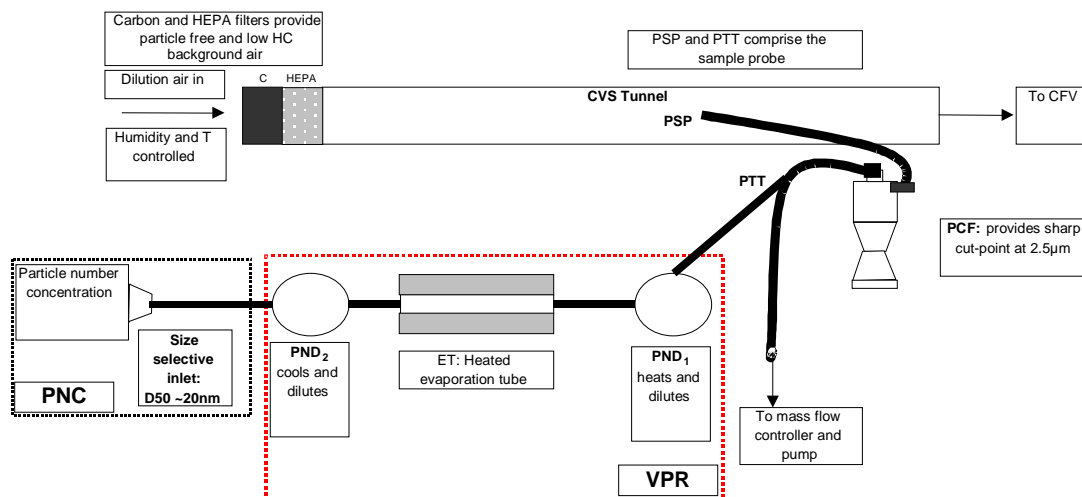 Carbon and HEPA filters provide
particle free and low HC
background air
PSP and PTT comprise the
sample probe
Dilution air in
C
HEPA
CVS Tunnel
To CFV
PSP
Humidity and T
controlled
PTT
PCF: provides sharp
cut-point at 2.5µm
Particle number
concentration
Size
selective
inlet:
D50 ~20nm
PNC
PND2
cools and
dilutes
ET: Heated
evaporation tube
PND1
heats and
dilutes
To mass flow
controller and
pump
VPR